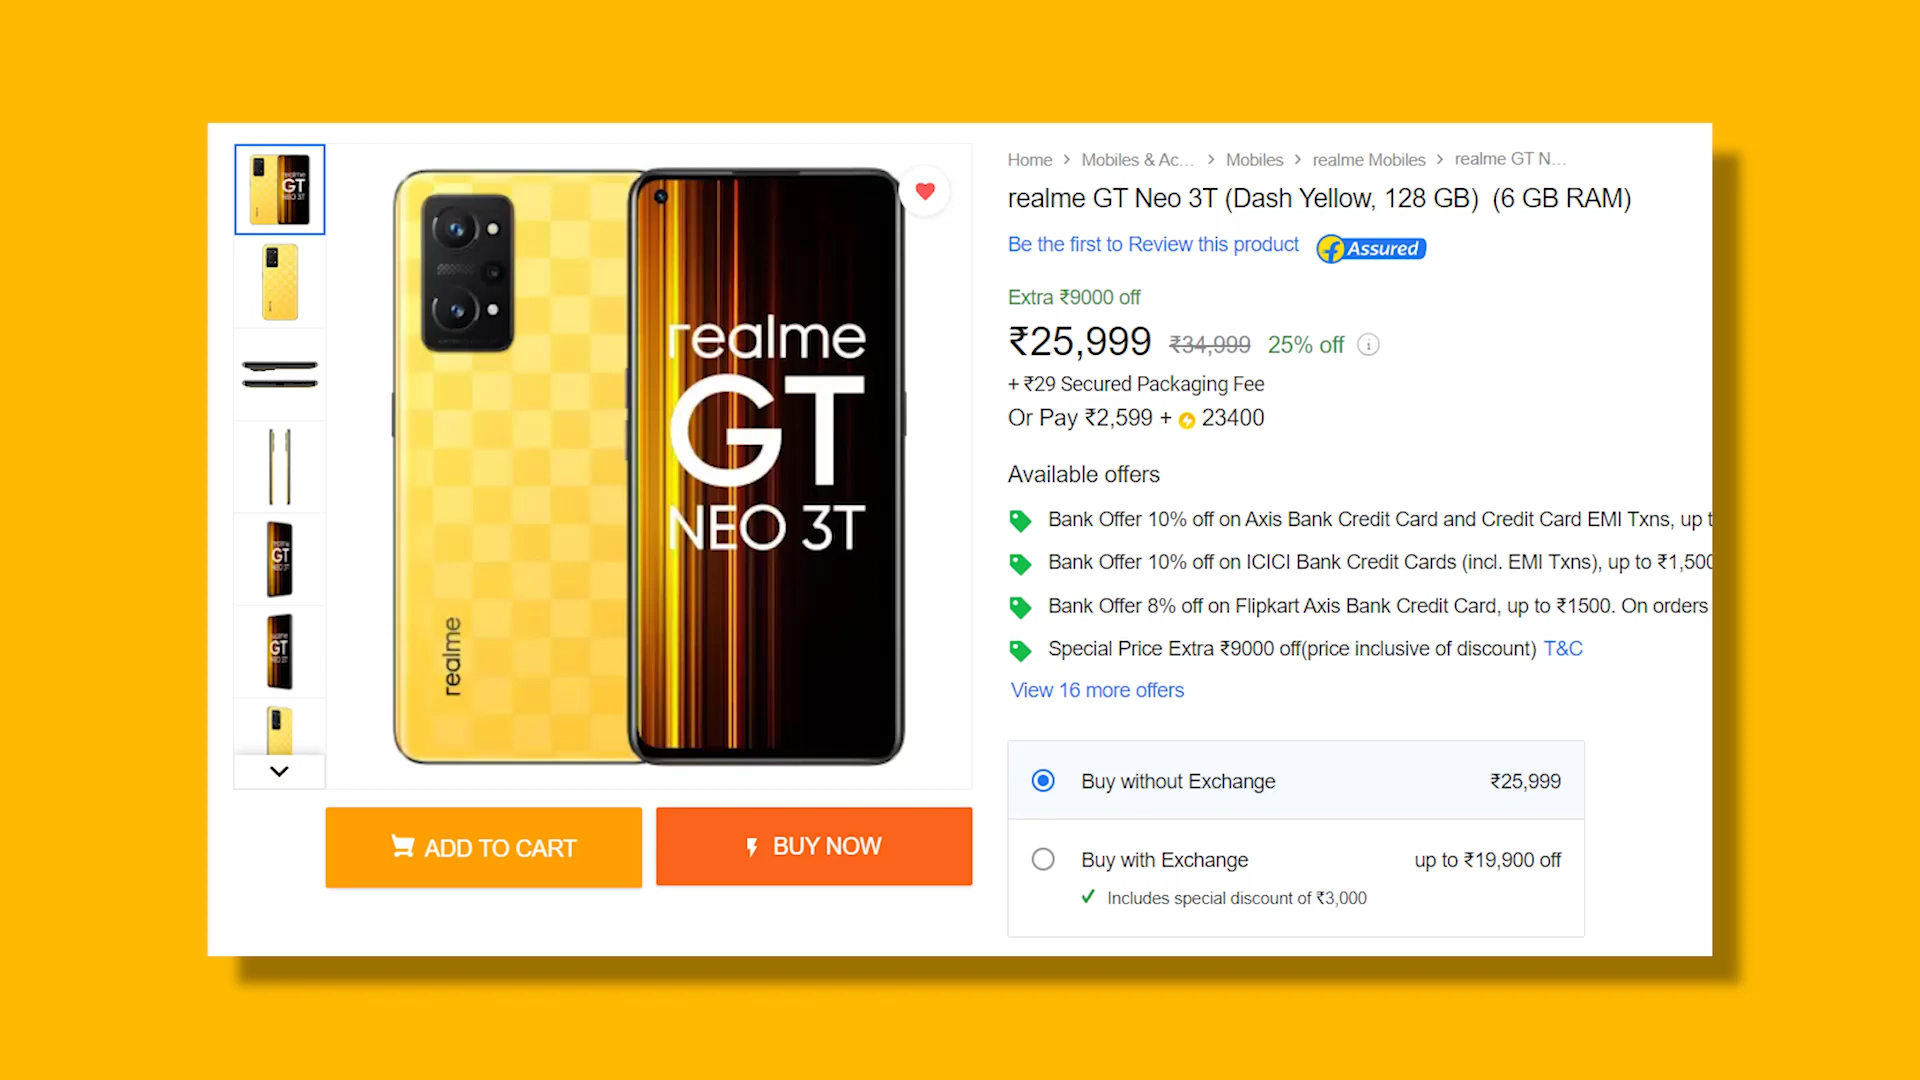 Home > Mobiles & Ac... > Mobiles > realme Mobiles > realme GT N...
realme GT Neo 3T (Dash Yellow, 128 GB) (6 GB RAM)
Be the first to Review this product
Assured
Extra ₹9000 off
₹25,999 ₹34,999 25% off
+ ₹29 Secured Packaging Fee
Or Pay ₹2,599 + 23400
Available offers
Bank Offer 10% off on Axis Bank Credit Card and Credit Card EMI Txns, up t
Bank Offer 10% off on ICICI Bank Credit Cards (incl. EMI Txns), up to ₹1,500
Bank Offer 8% off on Flipkart Axis Bank Credit Card, up to ₹1500. On orders
Special Price Extra ₹9000 off(price inclusive of discount) T&C
View 16 more offers
Buy without Exchange ₹25,999
Buy with Exchange up to ₹19,900 off
Includes special discount of ₹3,000
realme
GT
NEO 3T
realme
ADD TO CART
BUY NOW